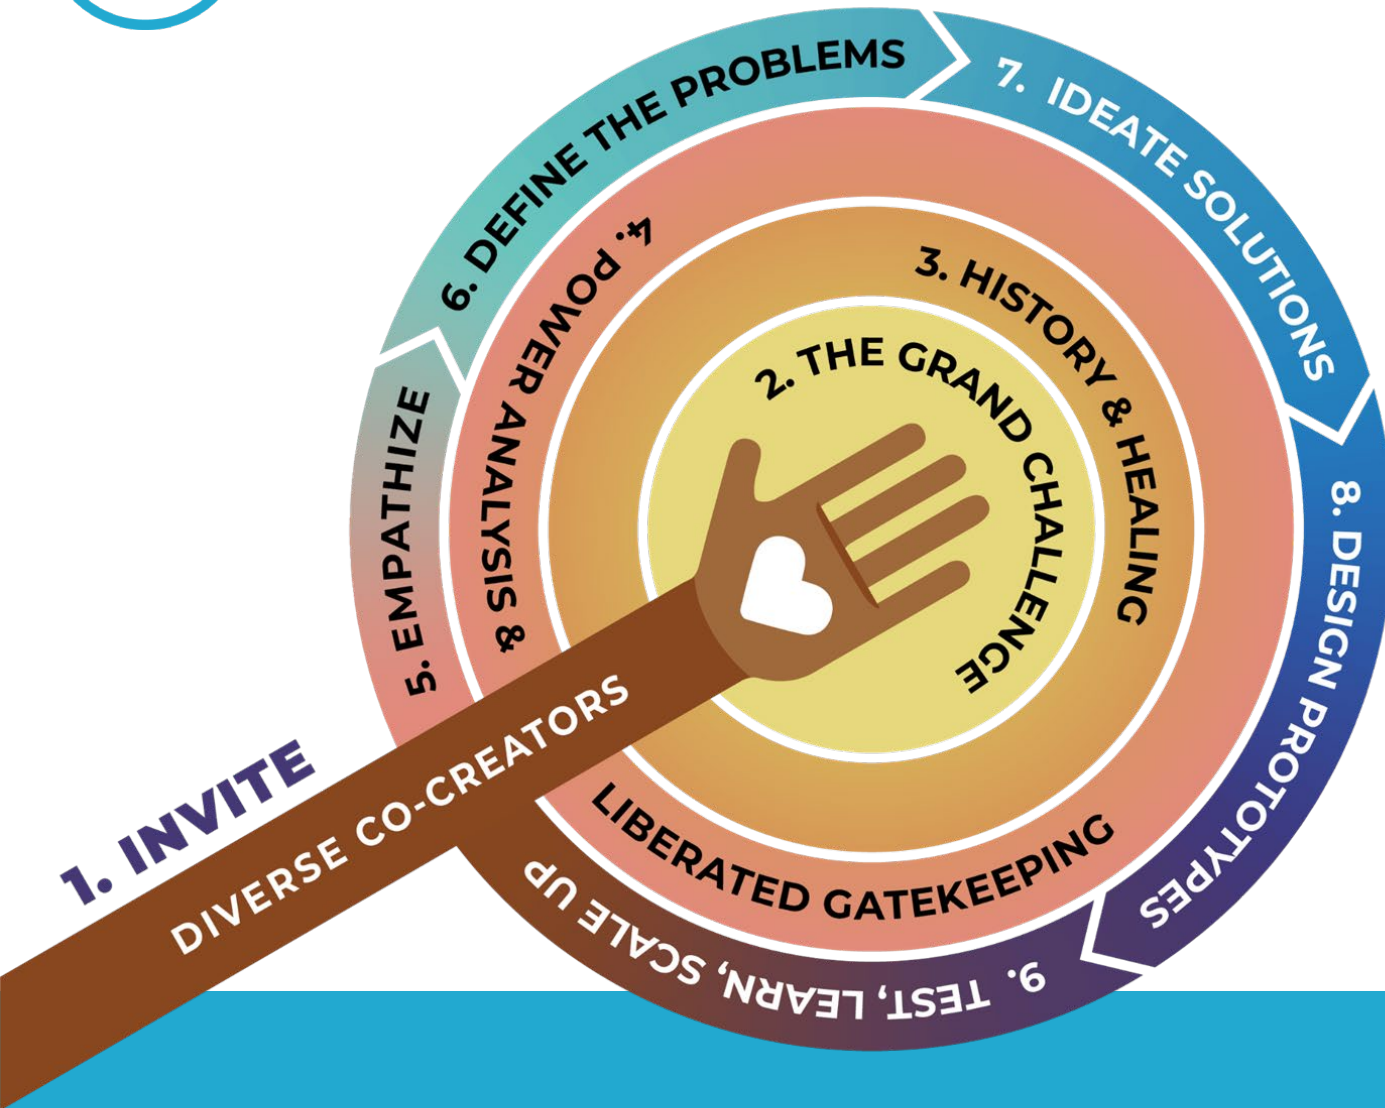 1. INVITE
DIVERSE CO-CREATORS
2. THE GRAND CHALLENGE
3. HISTORY & HEALING
4. POWER ANALYSIS &
LIBERATED GATEKEEPING
5. EMPATHIZE
6. DEFINE THE PROBLEMS
7. IDEATE SOLUTIONS
8. DESIGN PROTOTYPES
9. TEST, LEARN, SCALE UP